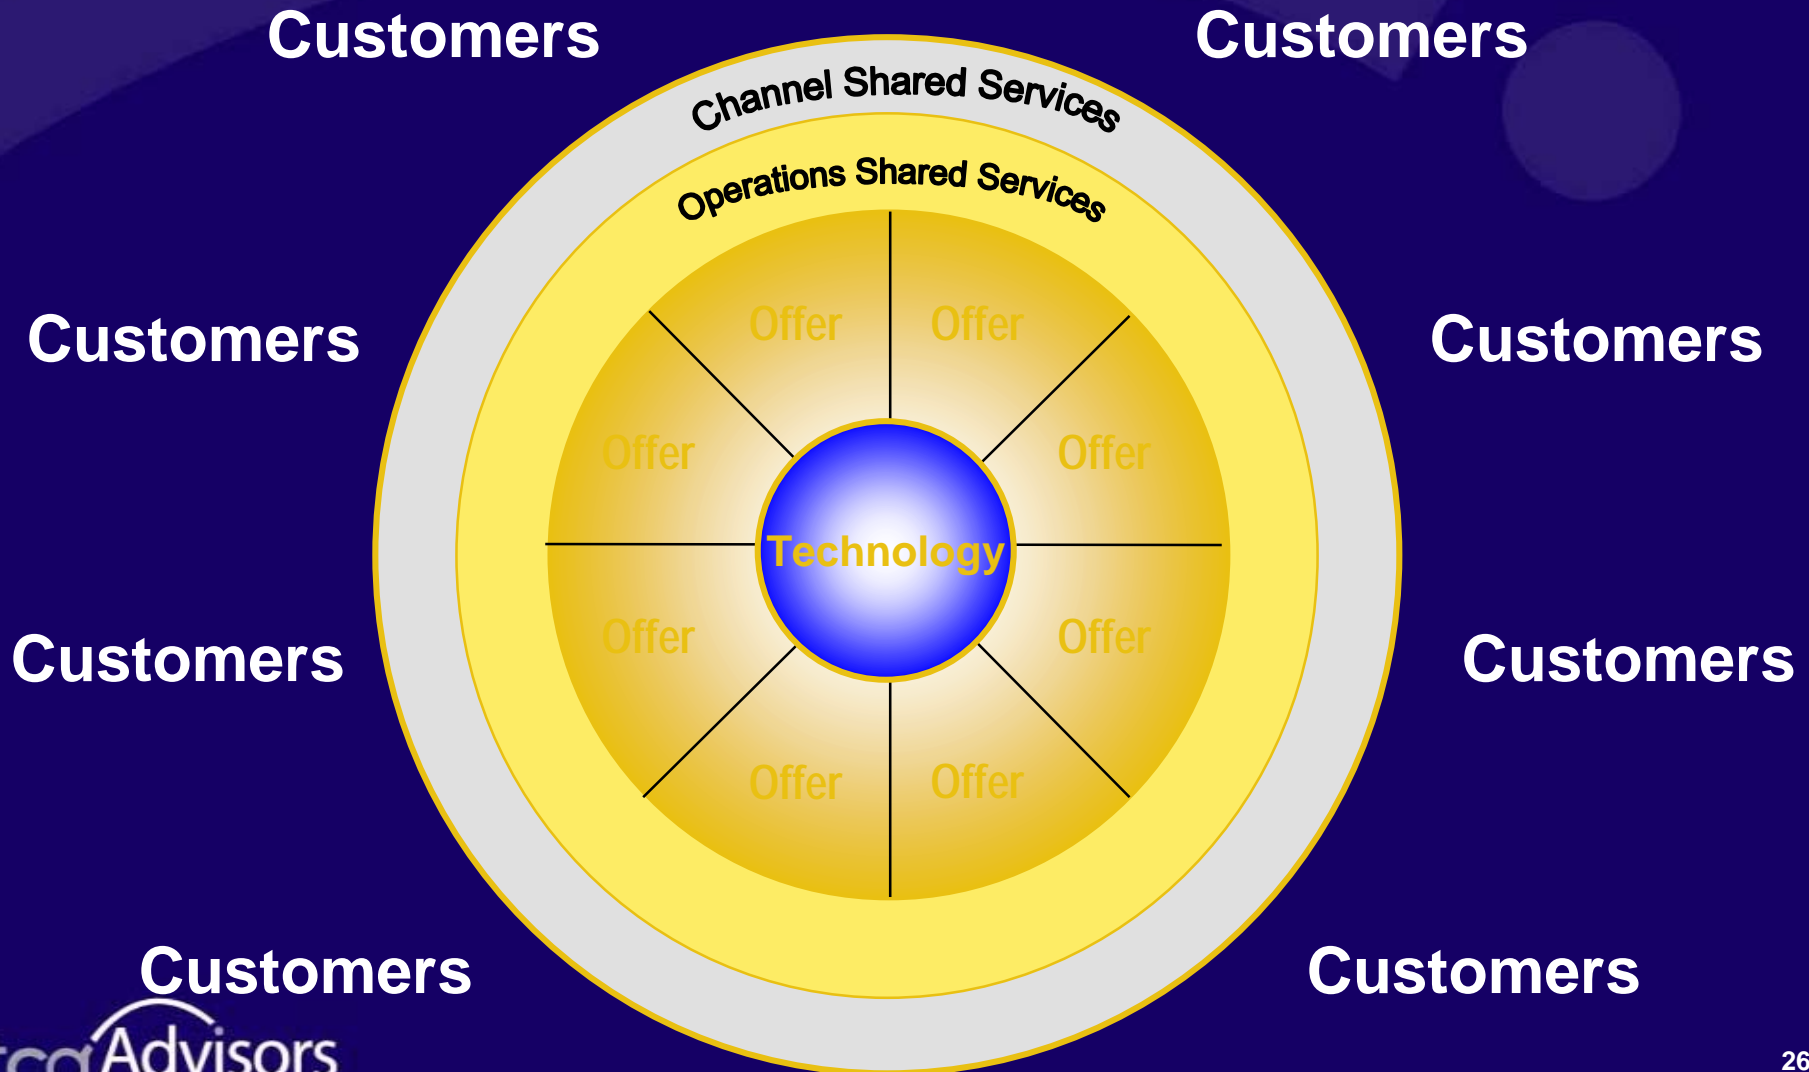 Customers
Customers
Channel Shared Services
Operations Shared Services
Offer
Offer
Customers
Customers
Offer
Offer
Technology
Offer
Offer
Customers
Customers
Offer
Offer
Customers
Customers
Advisors
26